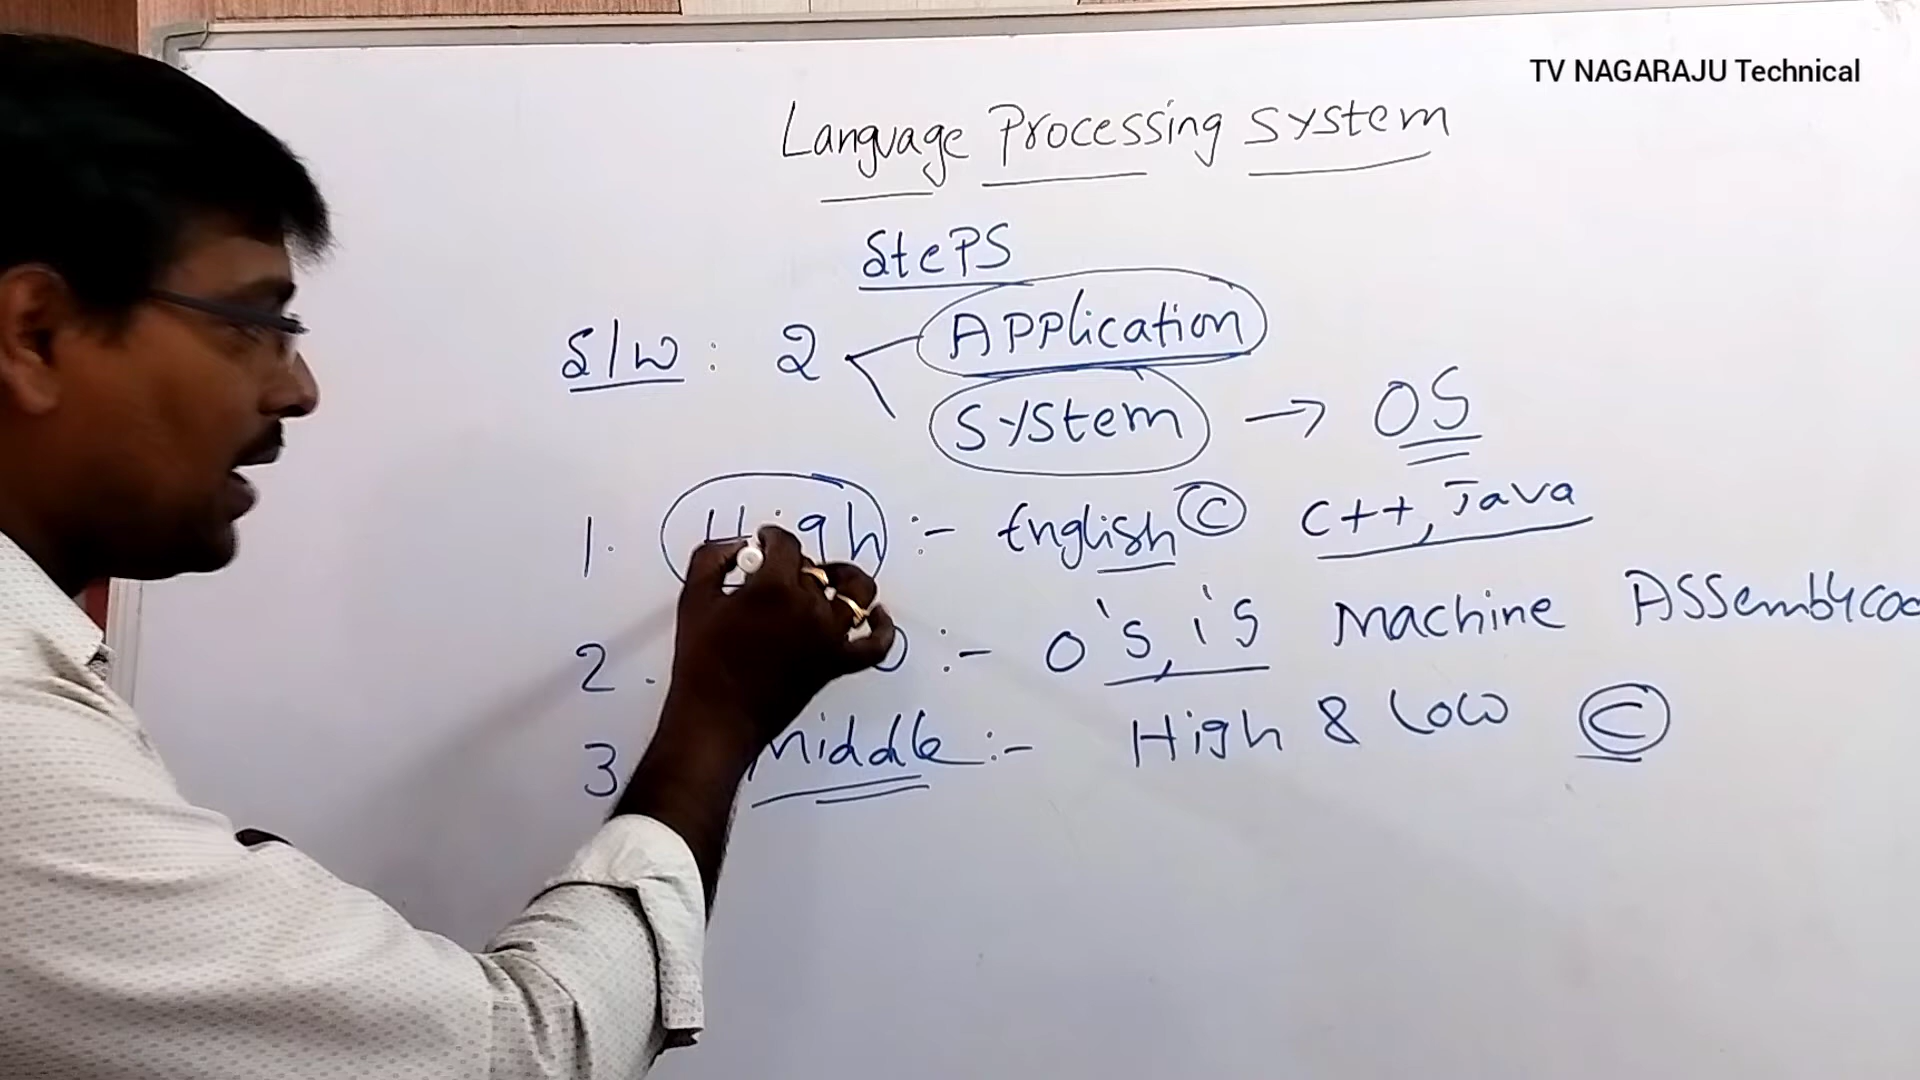 TV NAGARAJU Technical
Language Processing System
Steps
S/W : 2 Application
System → OS
1. High :- English C C++, Java
2. :- 0's, 1's Machine
3 Middle :- High & Low C